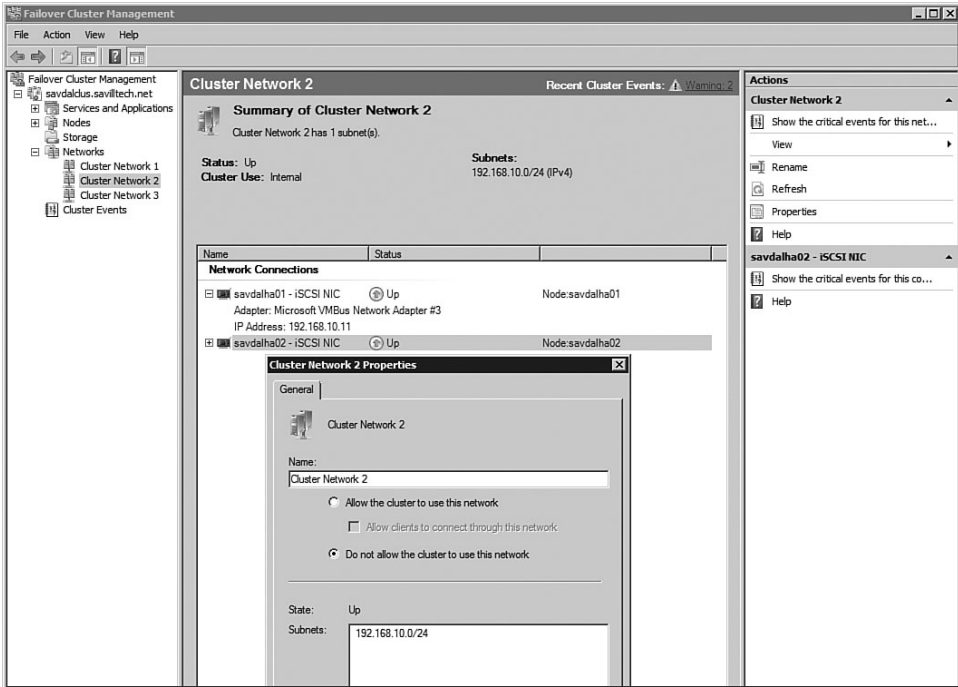 Failover Cluster Management
File Action View Help
Failover Cluster Management
savdaldus.savilltech.net
Services and Applications
Nodes
Storage
Networks
Cluster Network 1
Cluster Network 2
Cluster Network 3
Cluster Events
Cluster Network 2
Recent Cluster Events: Warning: 2
Summary of Cluster Network 2
Cluster Network 2 has 1 subnet(s).
Status: Up
Cluster Use: Internal
Subnets:
192.168.10.0/24 (IPv4)
Name Status
Network Connections
savdalha01 - iSCSI NIC Up Node:savdalha01
Adapter: Microsoft VMBus Network Adapter #3
IP Address: 192.168.10.11
savdalha02 - iSCSI NIC Up Node:savdalha02
Cluster Network 2 Properties
General
Cluster Network 2
Name:
Cluster Network 2
Allow the cluster to use this network
Allow clients to connect through this network
Do not allow the cluster to use this network
State: Up
Subnets: 192.168.10.0/24
Actions
Cluster Network 2
Show the critical events for this net...
View
Rename
Refresh
Properties
Help
savdalha02 - iSCSI NIC
Show the critical events for this co...
Help